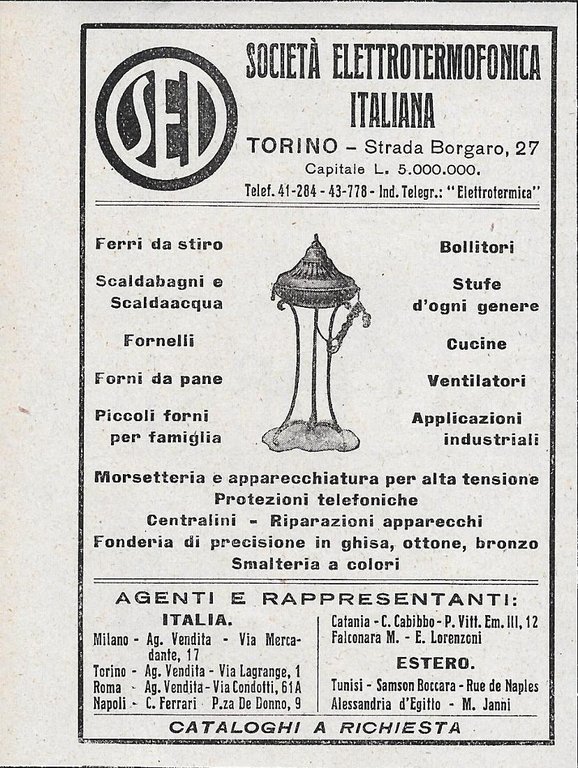 SEI
SOCIETÀ ELETTROTERMOFONICA
ITALIANA
TORINO - Strada Borgaro, 27
Capitale L. 5.000.000.
Telef. 41-284 - 43-778 - Ind. Telegr.: "Elettrotermica"
Ferri da stiro
Scaldabagni e
Scaldaacqua
Fornelli
Forni da pane
Piccoli forni
per famiglia
Bollitori
Stufe
d'ogni genere
Cucine
Ventilatori
Applicazioni
industriali
Morsetteria e apparecchiatura per alta tensione
Protezioni telefoniche
Centralini - Riparazioni apparecchi
Fonderia di precisione in ghisa, ottone, bronzo
Smalteria a colori
AGENTI E RAPPRESENTANTI:
ITALIA.
Milano - Ag. Vendita - Via Merca-
dante, 17
Torino - Ag. Vendita - Via Lagrange, 1
Roma - Ag. Vendita - Via Condotti, 61A
Napoli - C. Ferrari P.za De Donno, 9
Catania - C. Cabibbo - P. Vitt. Em. III, 12
Falconara M. - E. Lorenzoni
ESTERO.
Tunisi - Samson Boccara - Rue de Naples
Alessandria d'Egitto - M. Janni
CATALOGHI A RICHIESTA